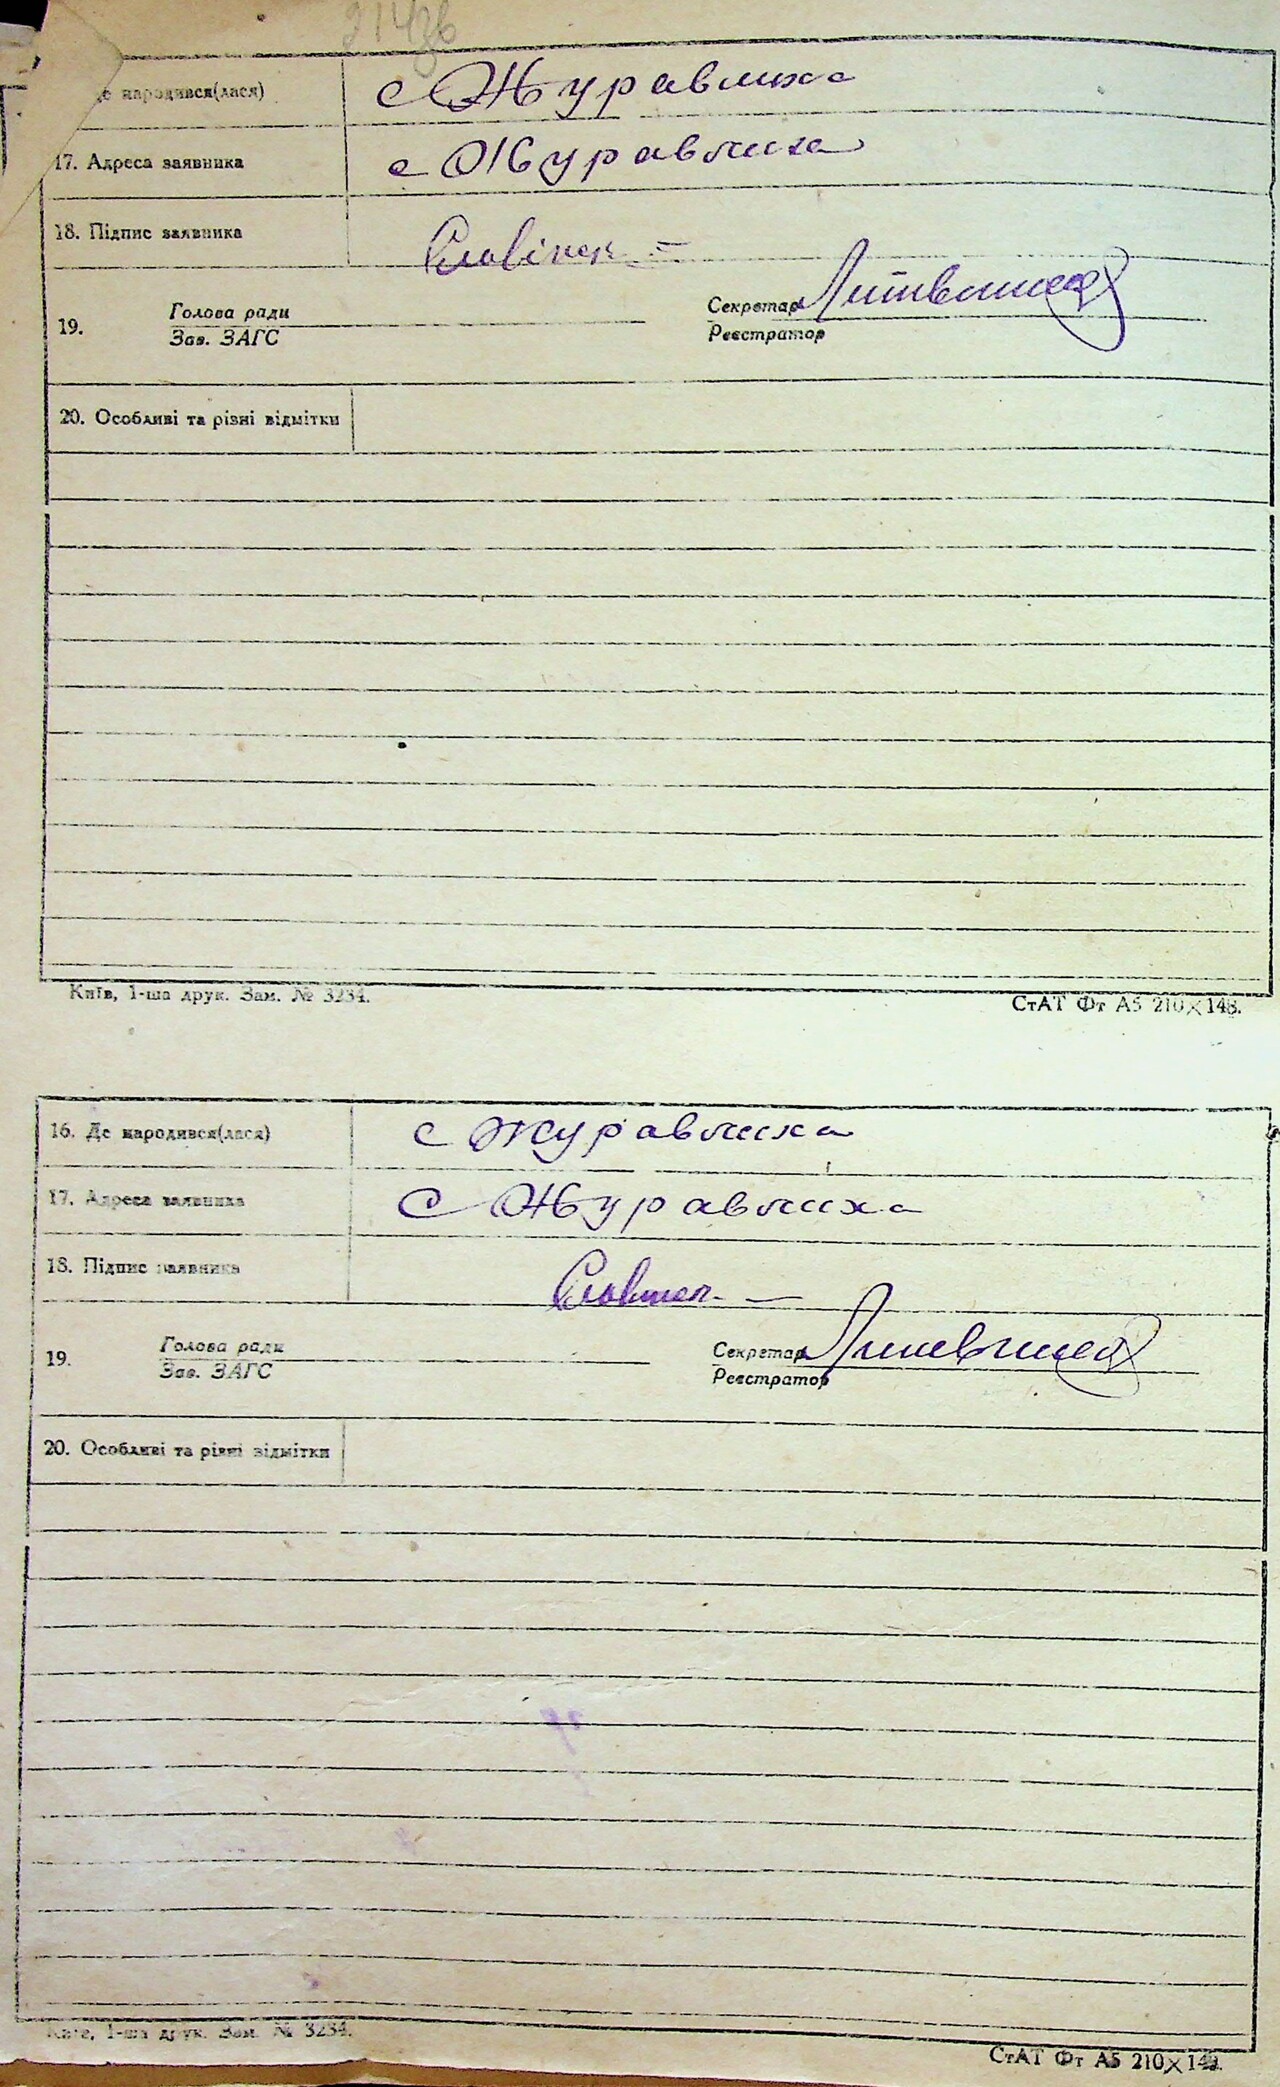 214зв
де народився(лася) с Журавлиха
17. Адреса заявника с Журавлиха
18. Підпис заявника
19. Голова ради Зав. ЗАГС Секретар Реєстратор
20. Особливі та різні відмітки
Київ, 1-ша друк. Зам. № 3234. СтАТ Фт А5 210×148.
16. Де народився(лася) с Журавлиха
17. Адреса заявника с Журавлиха
18. Підпис заявника
19. Голова ради Зав. ЗАГС Секретар Реєстратор
20. Особливі та різні відмітки
Київ, 1-ша друк. Зам. № 3234.
СтАТ Фт А5 210×148.